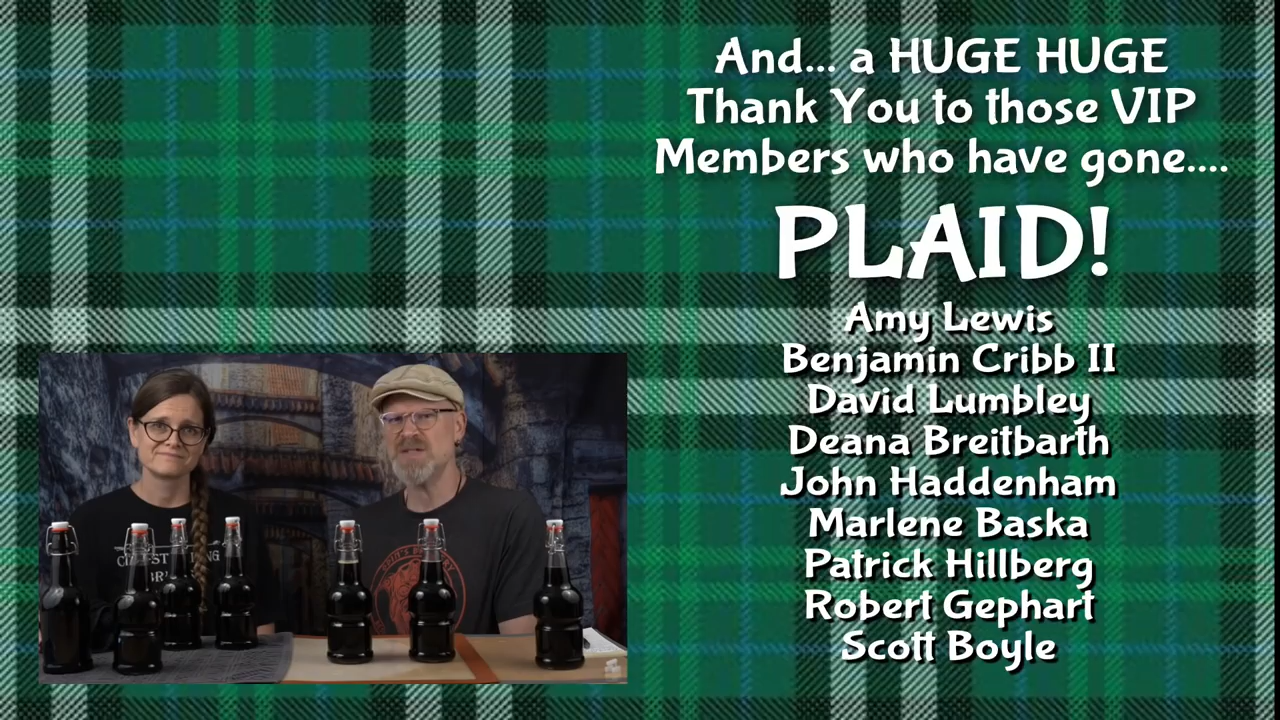 And... a HUGE HUGE
Thank You to those VIP
Members who have gone....
PLAID!
Amy Lewis
Benjamin Cribb II
David Lumbley
Deana Breitbarth
John Haddenham
Marlene Baska
Patrick Hillberg
Robert Gephart
Scott Boyle